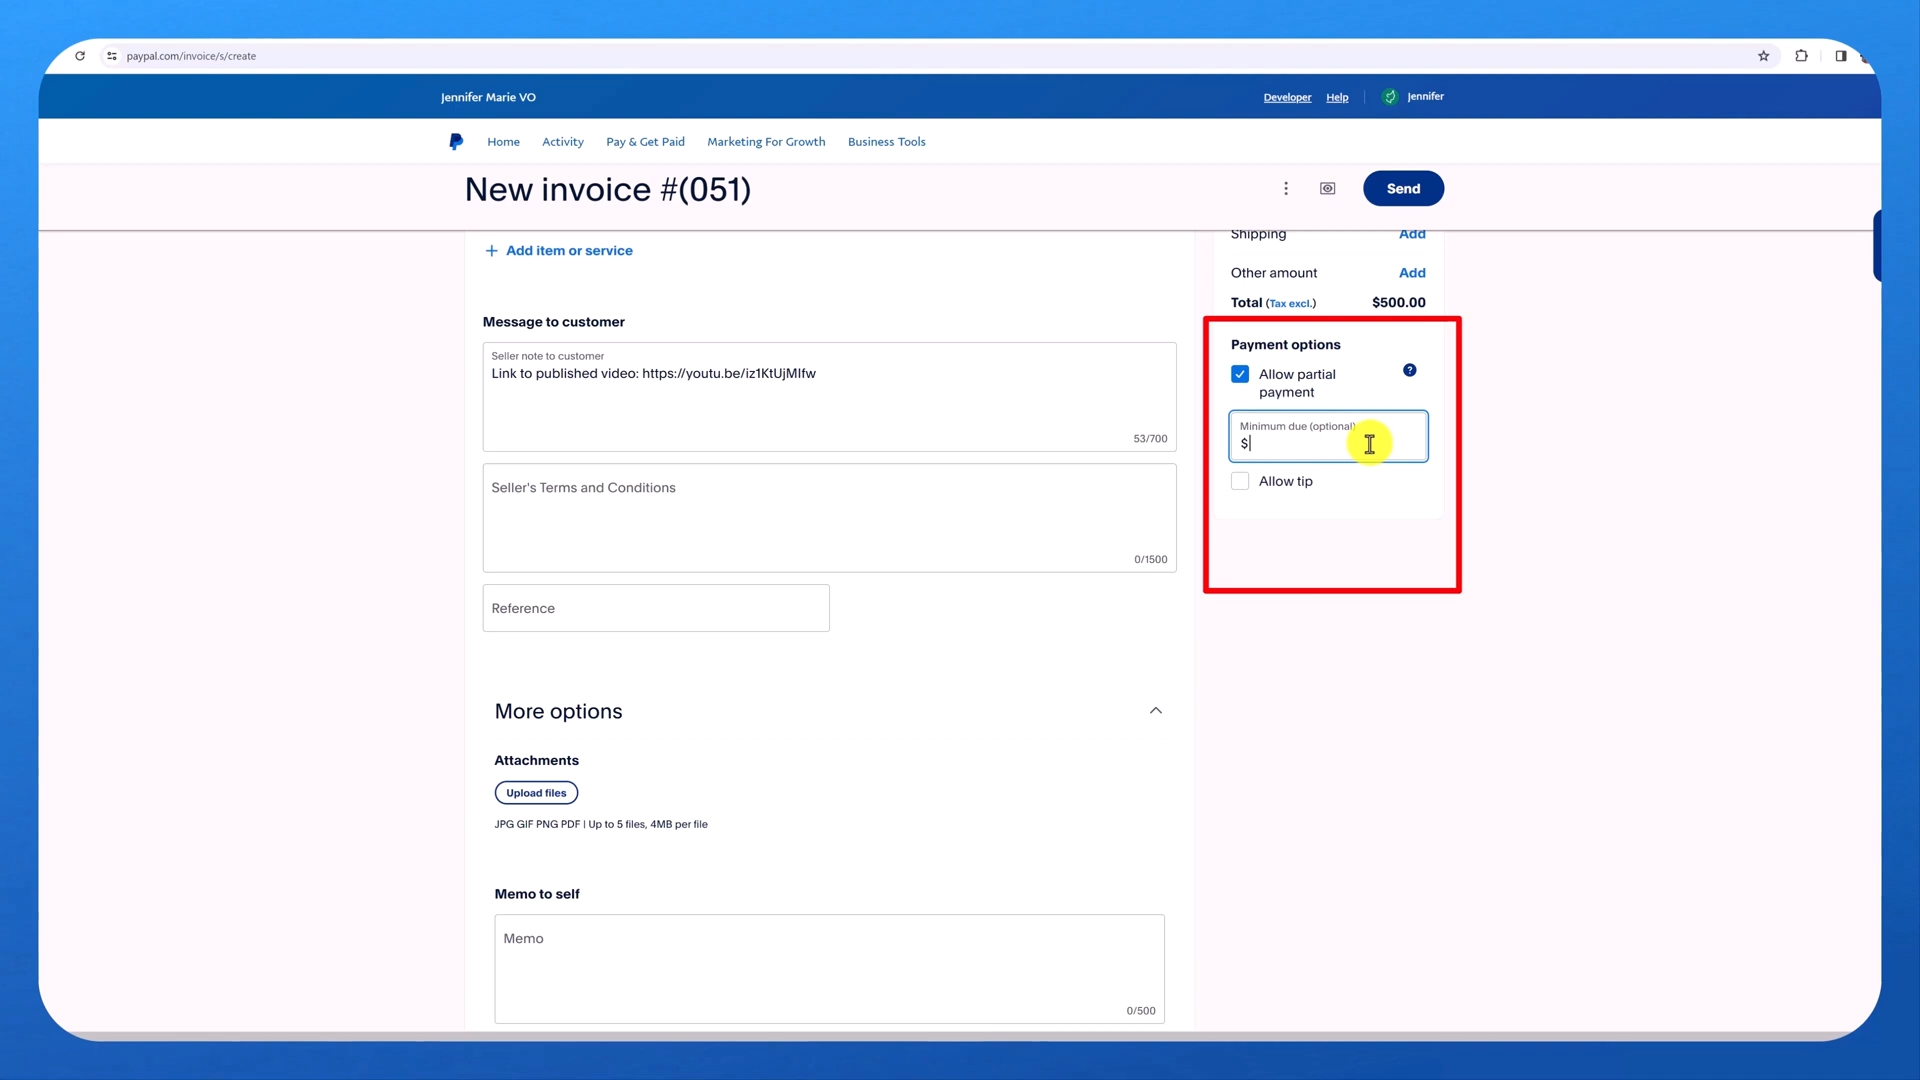 paypal.com/invoice/s/create
Jennifer Marie VO
Developer Help Jennifer
Home Activity Pay & Get Paid Marketing For Growth Business Tools
New invoice #(051)
Send
Shipping Add
+ Add item or service
Other amount Add
Total (Tax excl.) $500.00
Message to customer
Seller note to customer
Link to published video: https://youtu.be/iz1KtUjMIfw
53/700
Payment options
Allow partial
payment
?
Minimum due (optional)
$
Allow tip
Seller's Terms and Conditions
0/1500
Reference
More options
Attachments
Upload files
JPG GIF PNG PDF | Up to 5 files, 4MB per file
Memo to self
Memo
0/500